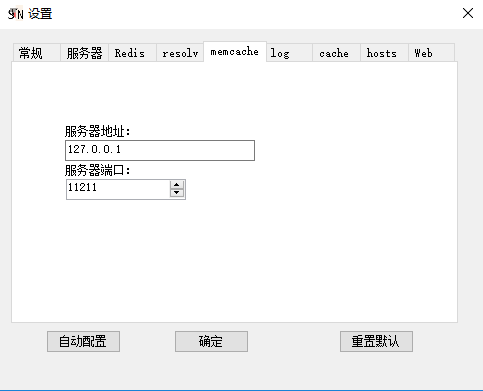 设置
常规 服务器 Redis resolv memcache log cache hosts Web
服务器地址：
127.0.0.1
服务器端口：
11211
自动配置 确定 重置默认